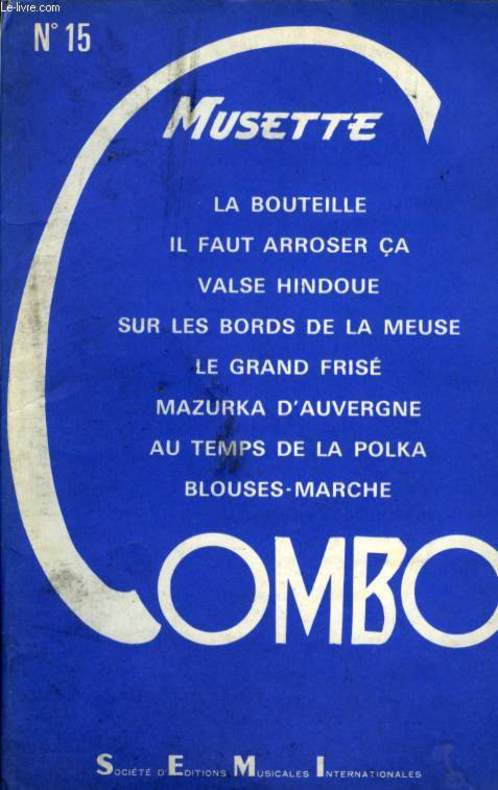 Le-livre.com
N° 15
MUSETTE
LA BOUTEILLE
IL FAUT ARROSER ÇA
VALSE HINDOUE
SUR LES BORDS DE LA MEUSE
LE GRAND FRISÉ
MAZURKA D'AUVERGNE
AU TEMPS DE LA POLKA
BLOUSES-MARCHE
COMBO
SOCIÉTÉ D'EDITIONS MUSICALES INTERNATIONALES